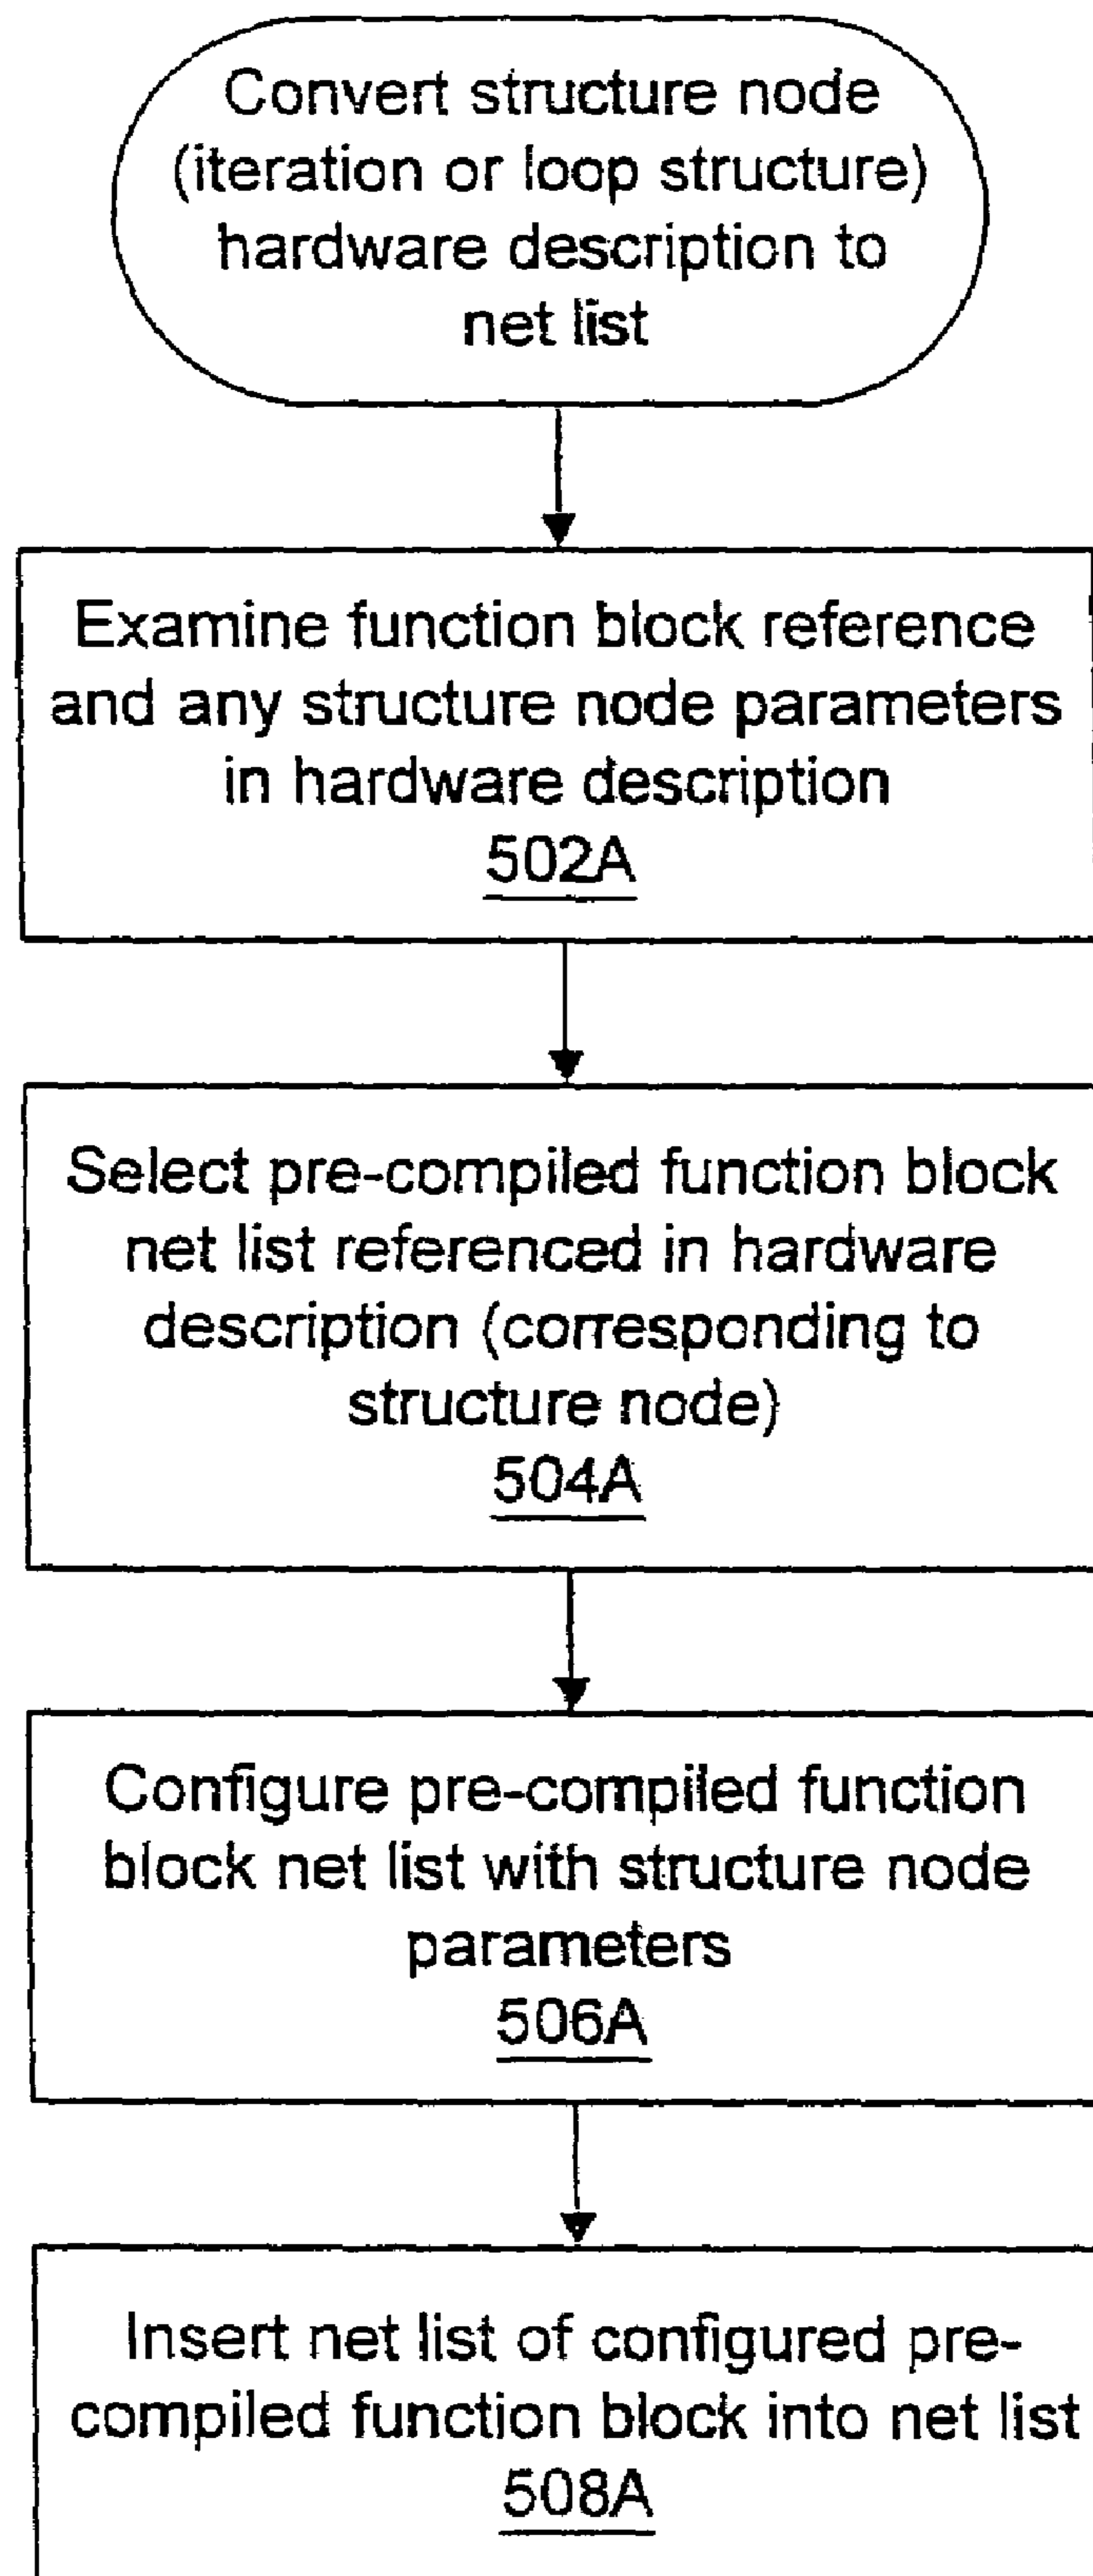 Convert structure node
(iteration or loop structure)
hardware description to
net list
Examine function block reference
and any structure node parameters
in hardware description
502A
Select pre-compiled function block
net list referenced in hardware
description (corresponding to
structure node)
504A
Configure pre-compiled function
block net list with structure node
parameters
506A
Insert net list of configured pre-
compiled function block into net list
508A